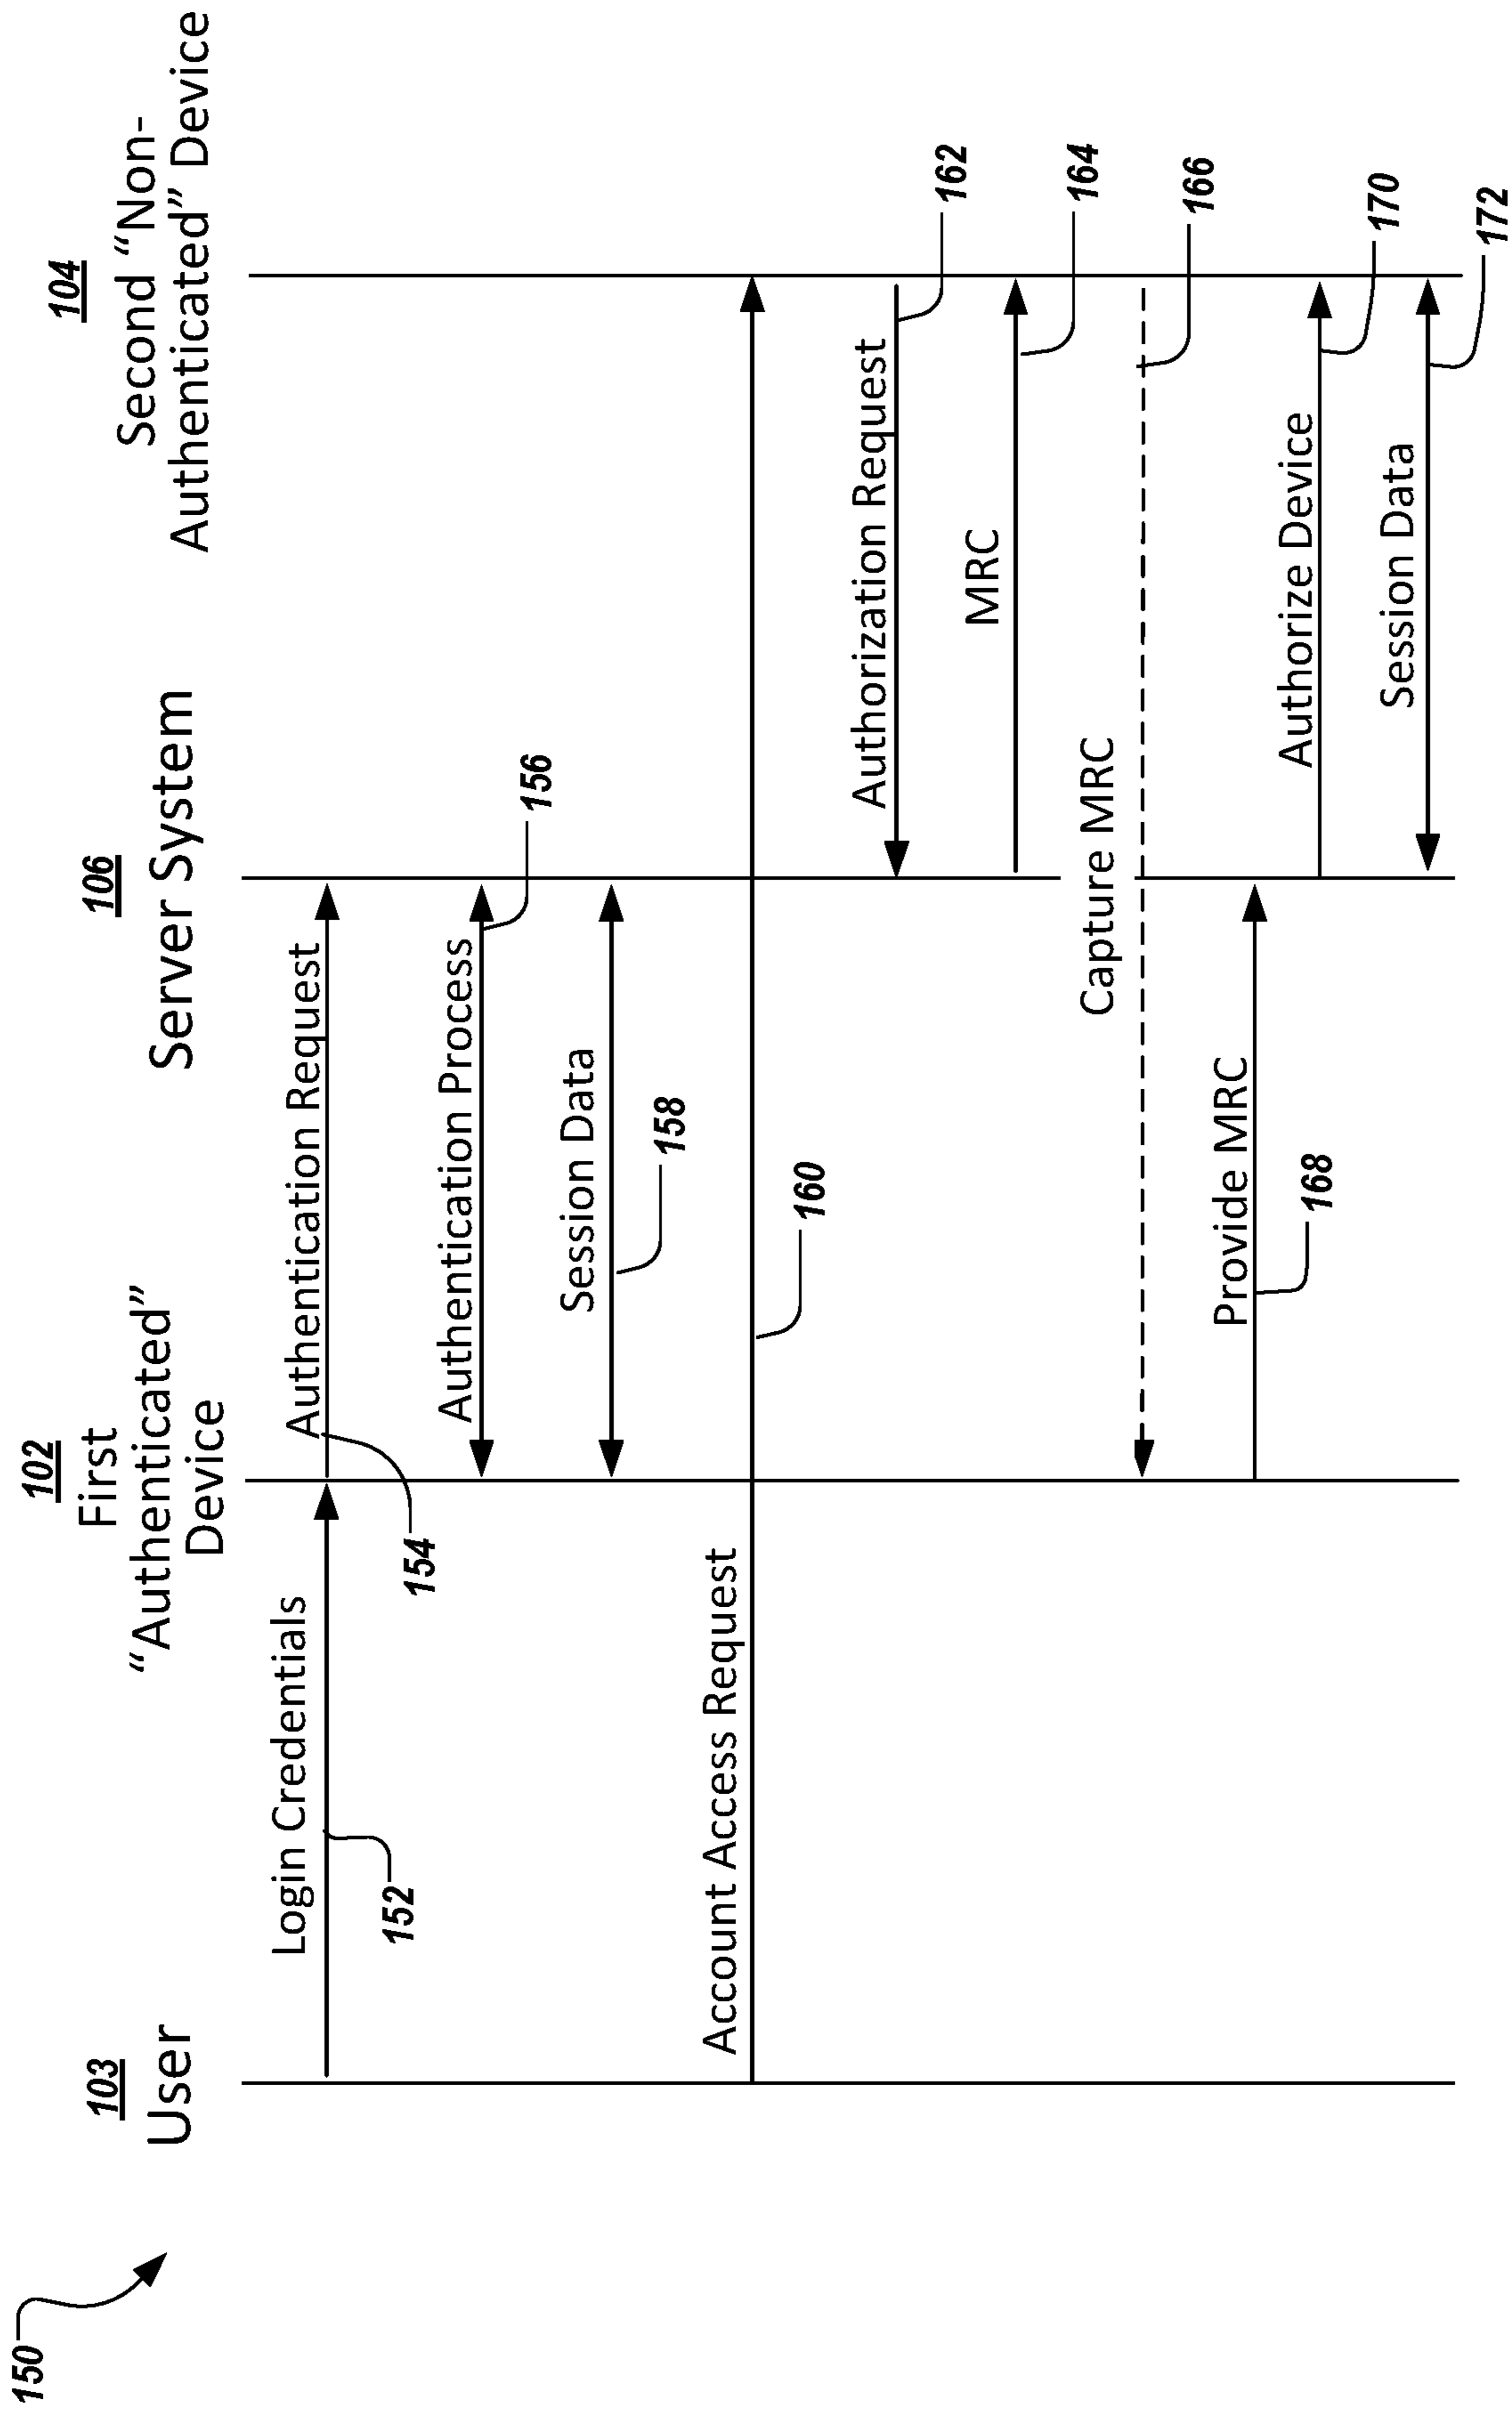 150
103
User
102
First
“Authenticated”
Device
106
Server System
104
Second “Non-
Authenticated” Device
Login Credentials
152
Authentication Request
154
Authentication Process
156
Session Data
158
Account Access Request
160
Authorization Request
162
MRC
164
Capture MRC
166
Provide MRC
168
Authorize Device
170
Session Data
172